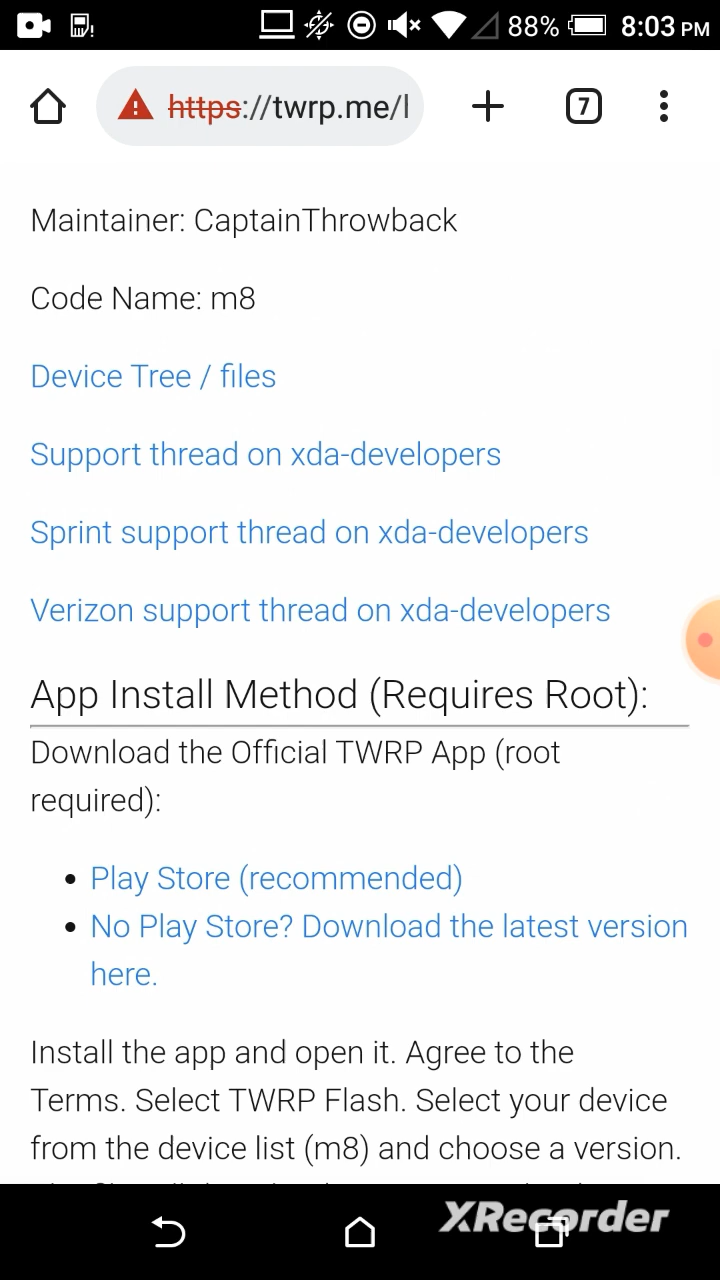 88% 8:03 PM
https://twrp.me/l
7
Maintainer: CaptainThrowback
Code Name: m8
Device Tree / files
Support thread on xda-developers
Sprint support thread on xda-developers
Verizon support thread on xda-developers
App Install Method (Requires Root):
Download the Official TWRP App (root
required):
Play Store (recommended)
No Play Store? Download the latest version
here.
Install the app and open it. Agree to the
Terms. Select TWRP Flash. Select your device
from the device list (m8) and choose a version.
XRecorder